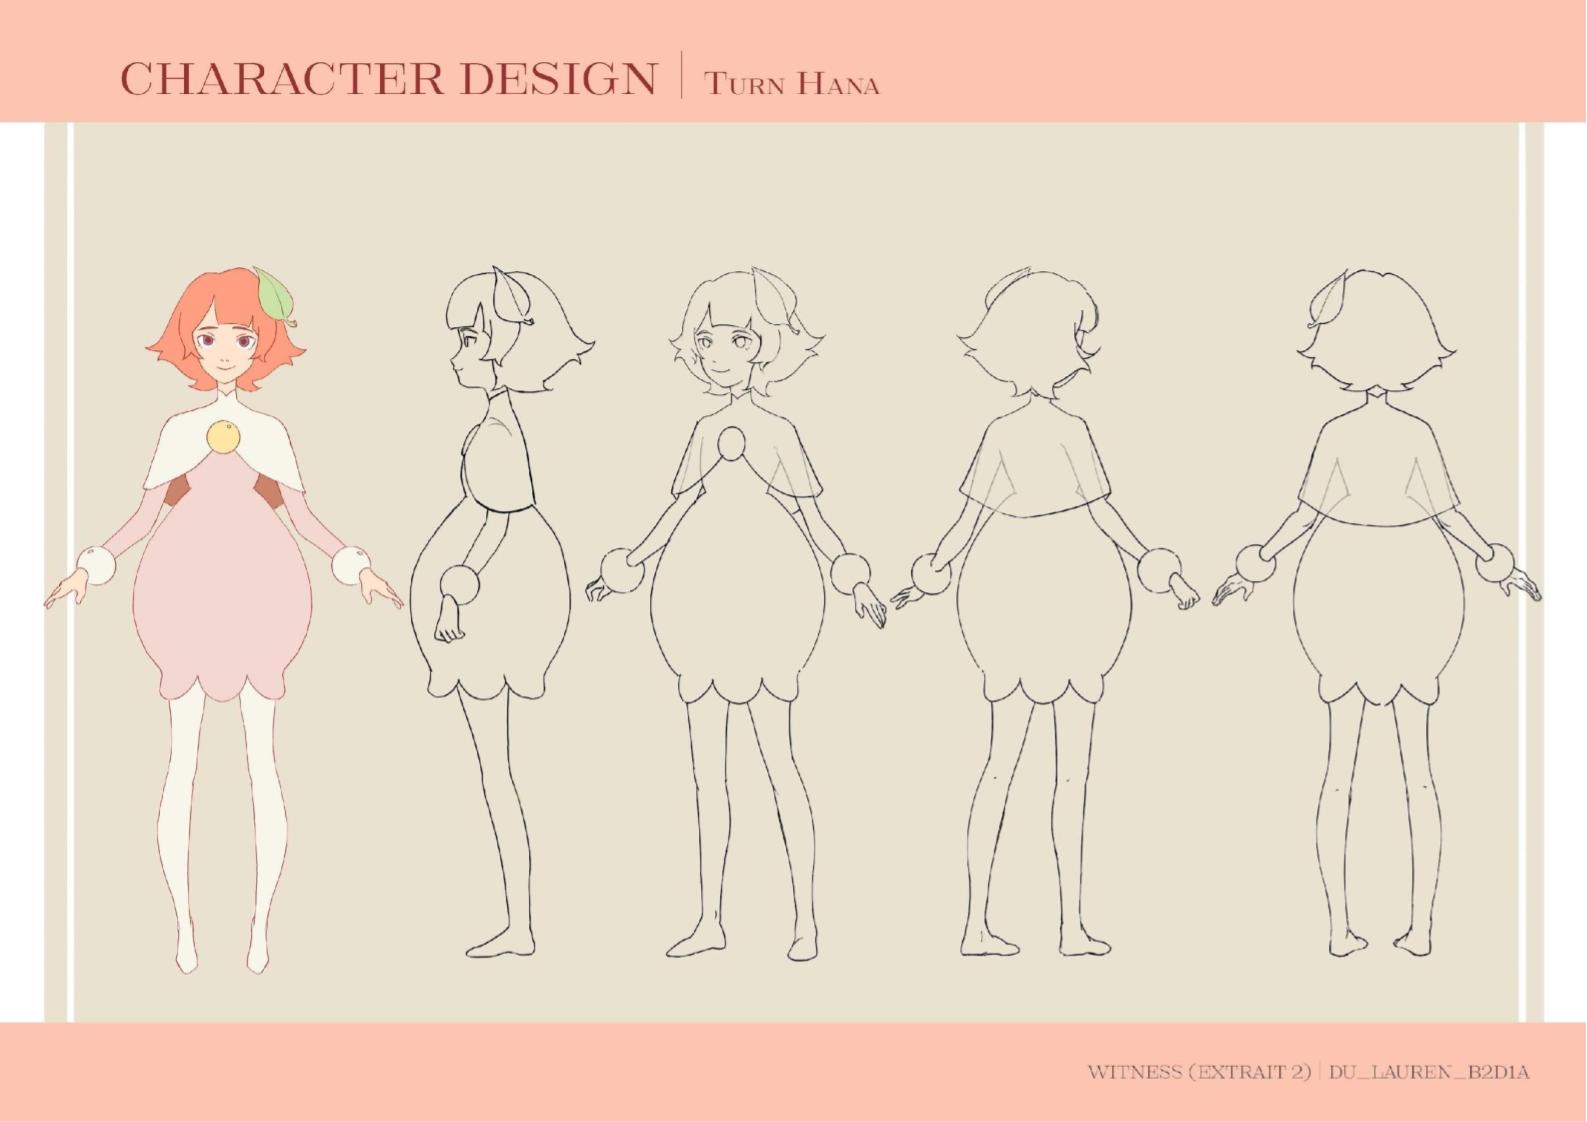 CHARACTER DESIGN | TURN HANA
WITNESS (EXTRAIT 2) | DU_LAUREN_B2D1A